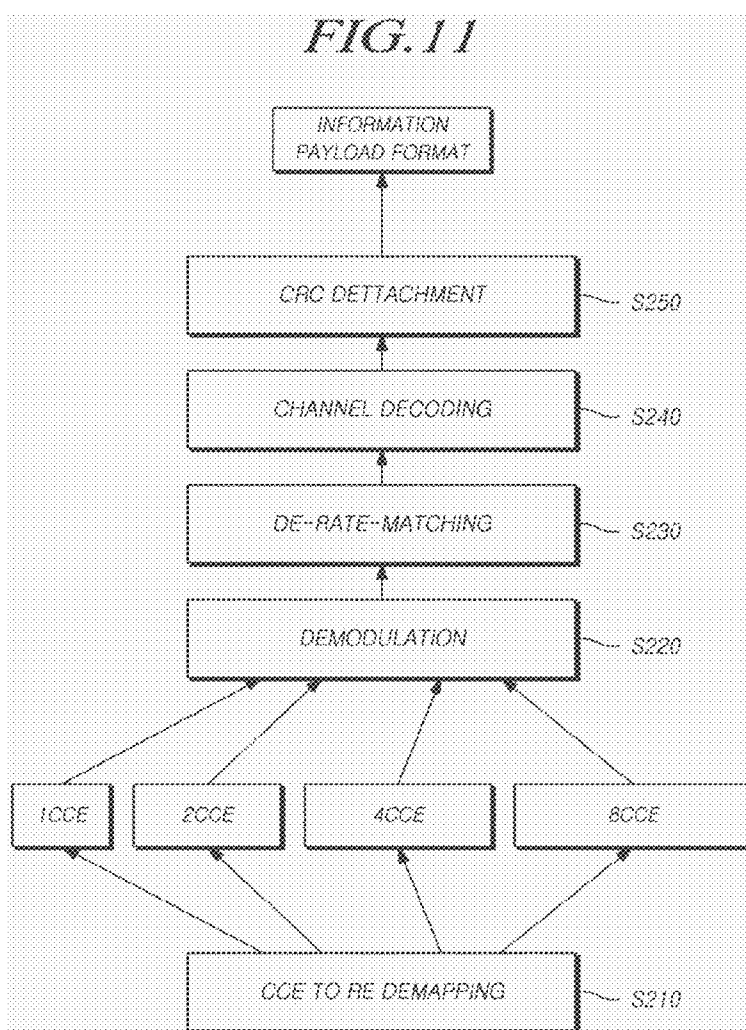 FIG.11
INFORMATION
PAYLOAD FORMAT
CRC DETTACHMENT
S250
CHANNEL DECODING
S240
DE-RATE-MATCHING
S230
DEMODULATION
S220
1CCE
2CCE
4CCE
8CCE
CCE TO RE DEMAPPING
S210